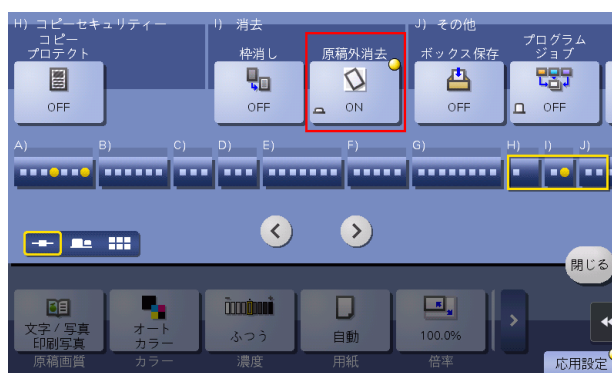 H) コピーセキュリティー
I) 消去
J) その他
コピー
プロテクト
枠消し
原稿外消去
ボックス保存
プログラム
ジョブ
OFF
OFF
ON
OFF
OFF
A)
B)
C)
D)
E)
F)
G)
H)
I)
J)
閉じる
文字 / 写真
印刷写真
オート
カラー
ふつう
自動
100.0%
原稿画質
カラー
濃度
用紙
倍率
応用設定